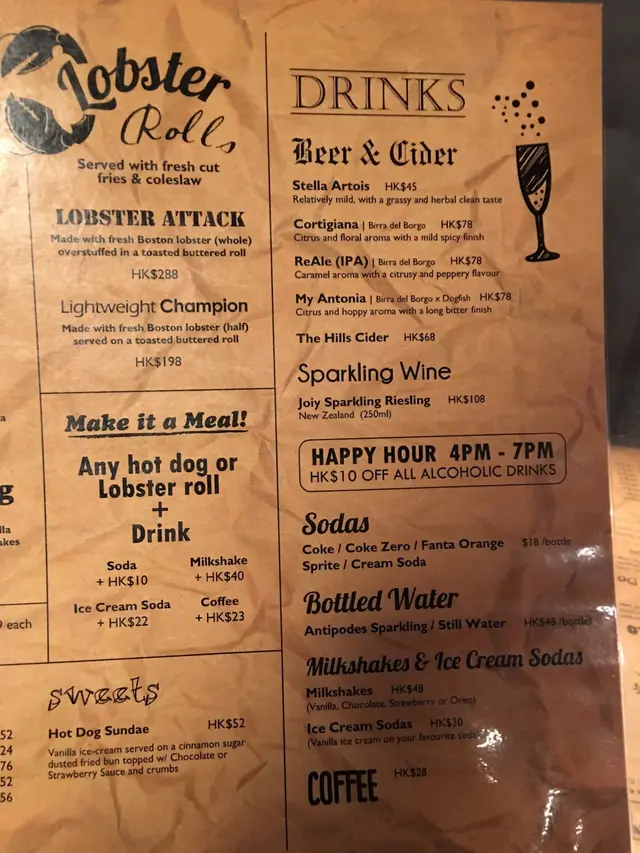 Lobster
Rolls
Served with fresh cut
fries & coleslaw
LOBSTER ATTACK
Made with fresh Boston lobster (whole)
overstuffed in a toasted buttered roll
HK$288
Lightweight Champion
Made with fresh Boston lobster (half)
served on a toasted buttered roll
HK$198
Make it a Meal!
Any hot dog or
Lobster roll
+
Drink
Soda
+ HK$10
Milkshake
+ HK$40
Ice Cream Soda
+ HK$22
Coffee
+ HK$23
sweets
Hot Dog Sundae HK$52
Vanilla ice-cream served on a cinnamon sugar
dusted fried bun topped w/ Chocolate or
Strawberry Sauce and crumbs
each
52
24
76
52
56
DRINKS
Beer & Cider
Stella Artois HK$45
Relatively mild, with a grassy and herbal clean taste
Cortigiana | Birra del Borgo HK$78
Citrus and floral aroma with a mild spicy finish
ReAle (IPA) | Birra del Borgo HK$78
Caramel aroma with a citrusy and peppery flavour
My Antonia | Birra del Borgo x Dogfish HK$78
Citrus and hoppy aroma with a long bitter finish
The Hills Cider HK$68
Sparkling Wine
Joiy Sparkling Riesling HK$108
New Zealand (250ml)
HAPPY HOUR 4PM - 7PM
HK$10 OFF ALL ALCOHOLIC DRINKS
Sodas
Coke / Coke Zero / Fanta Orange $18 /bottle
Sprite / Cream Soda
Bottled Water
Antipodes Sparkling / Still Water HK$48 /bottle
Milkshakes & Ice Cream Sodas
Milkshakes HK$48
(Vanilla, Chocolate, Strawberry or Oreo)
Ice Cream Sodas HK$30
(Vanilla ice cream on your favourite soda)
COFFEE HK$28